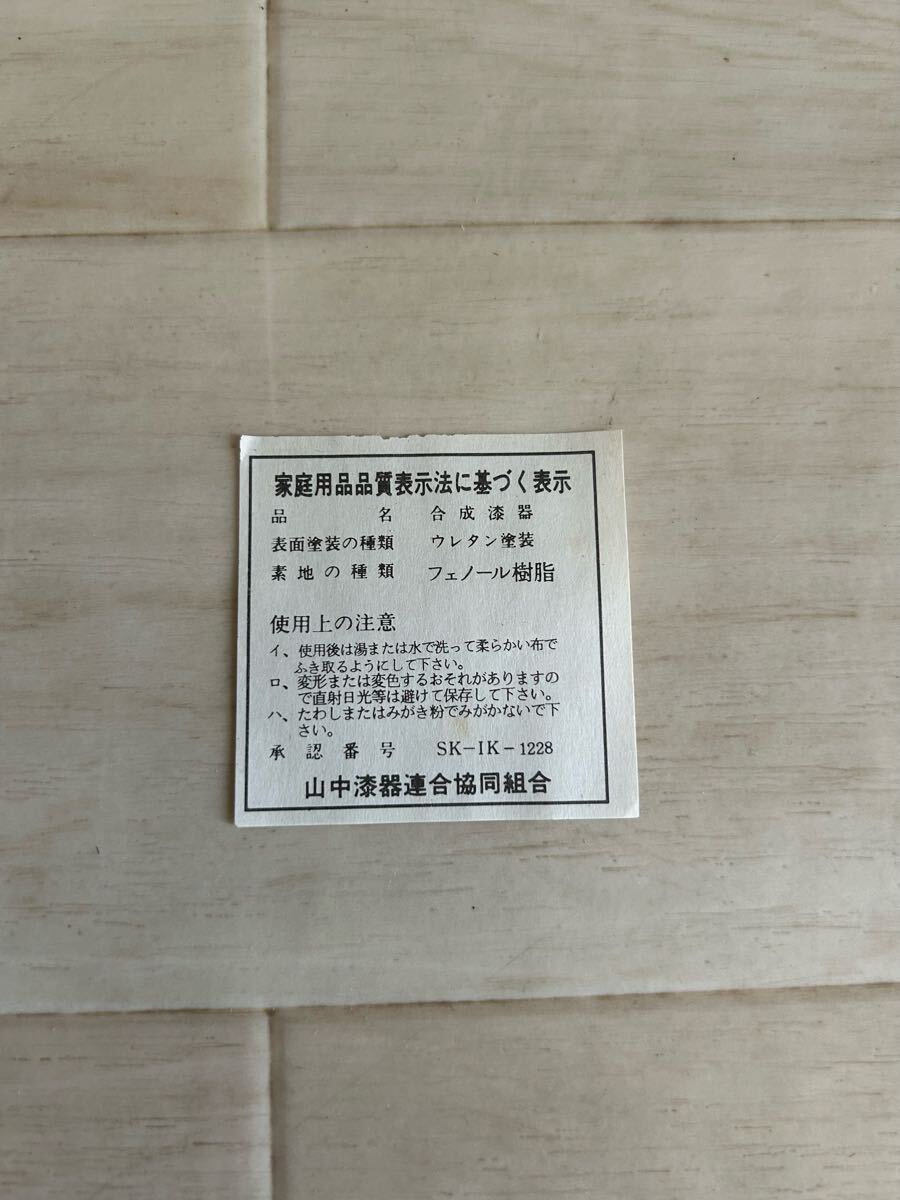 家庭用品品質表示法に基づく表示
品　　　　名　　合成漆器
表面塗装の種類　　ウレタン塗装
素地の種類　　フェノール樹脂
使用上の注意
イ、使用後は湯または水で洗って柔らかい布で
ふき取るようにして下さい。
ロ、変形または変色するおそれがありますの
で直射日光等は避けて保存して下さい。
ハ、たわしまたはみがき粉でみがかないで下
さい。
承認番号　　SK-IK-1228
山中漆器連合協同組合